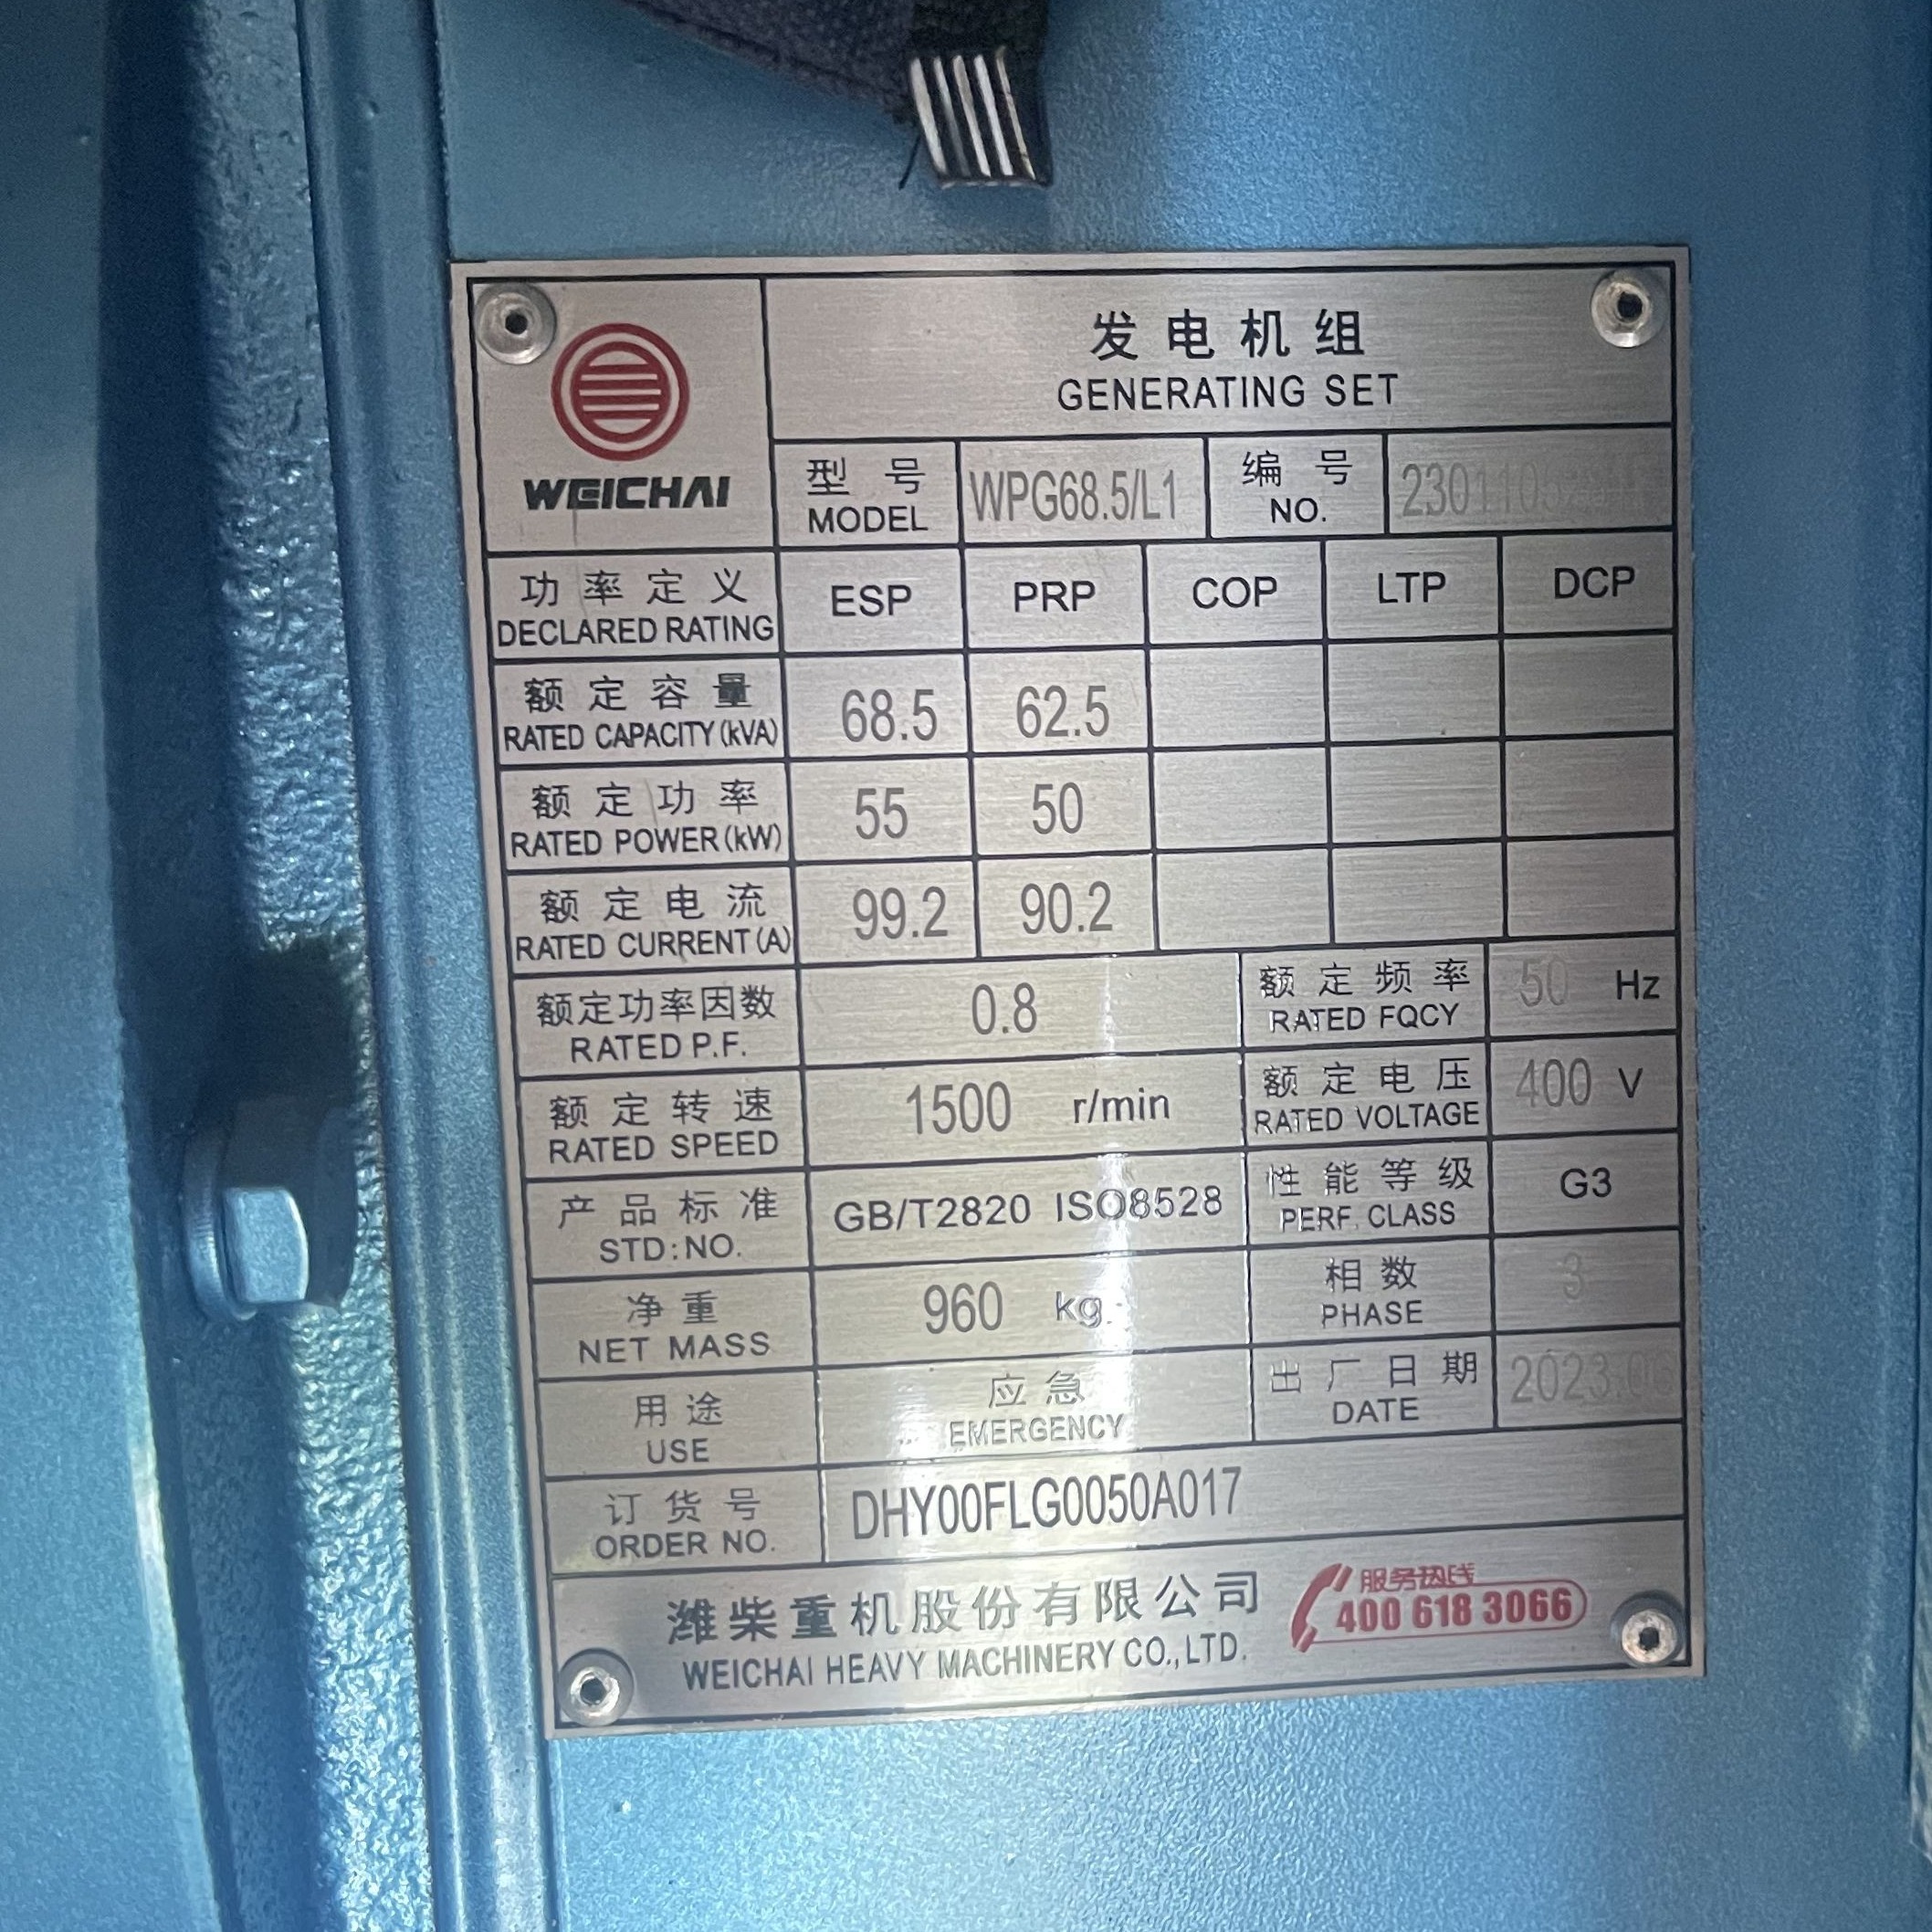 WEICHAI
发电机组
GENERATING SET
型号
MODEL
WPG68.5/L1
编号
NO.
功率定义
DECLARED RATING
ESP PRP COP LTP DCP
额定容量
RATED CAPACITY(kVA)
68.5 62.5
额定功率
RATED POWER(kW)
55 50
额定电流
RATED CURRENT(A)
99.2 90.2
额定功率因数
RATED P.F.
0.8
额定频率
RATED FQCY
50 Hz
额定转速
RATED SPEED
1500 r/min
额定电压
RATED VOLTAGE
400 V
产品标准
STD:NO.
GB/T2820 ISO8528
性能等级
PERF. CLASS
G3
净重
NET MASS
960 kg
相数
PHASE
3
用途
USE
应急
EMERGENCY
出厂日期
DATE
订货号
ORDER NO.
DHY00FLG0050A017
潍柴重机股份有限公司
WEICHAI HEAVY MACHINERY CO.,LTD.
服务热线
400 618 3066